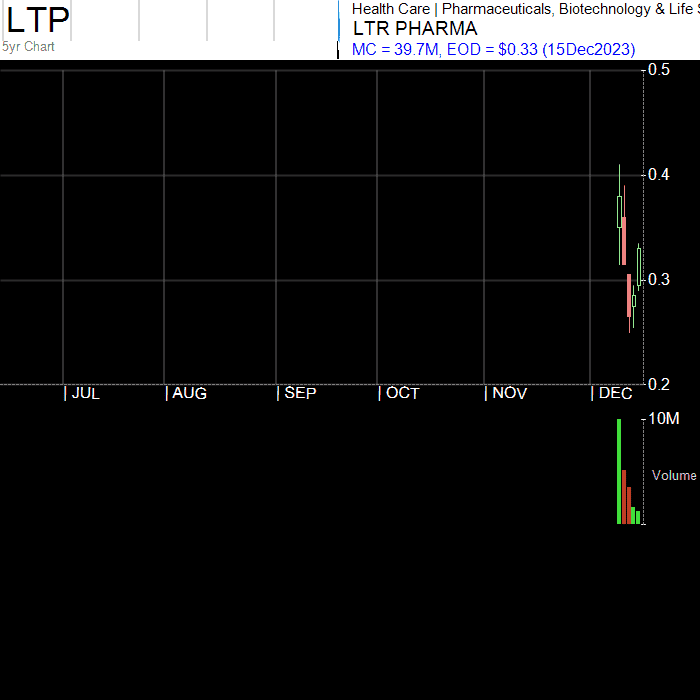 LTP
5yr Chart
Health Care | Pharmaceuticals, Biotechnology & Life
LTR PHARMA
MC = 39.7M, EOD = $0.33 (15Dec2023)
0.5
0.4
0.3
0.2
| JUL | AUG | SEP | OCT | NOV | DEC
10M
Volume